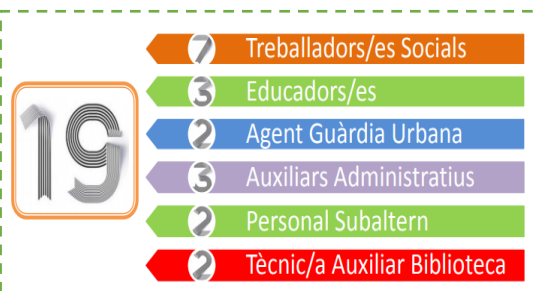 19
7 Treballadors/es Socials
3 Educadors/es
2 Agent Guàrdia Urbana
3 Auxiliars Administratius
2 Personal Subaltern
2 Tècnic/a Auxiliar Biblioteca